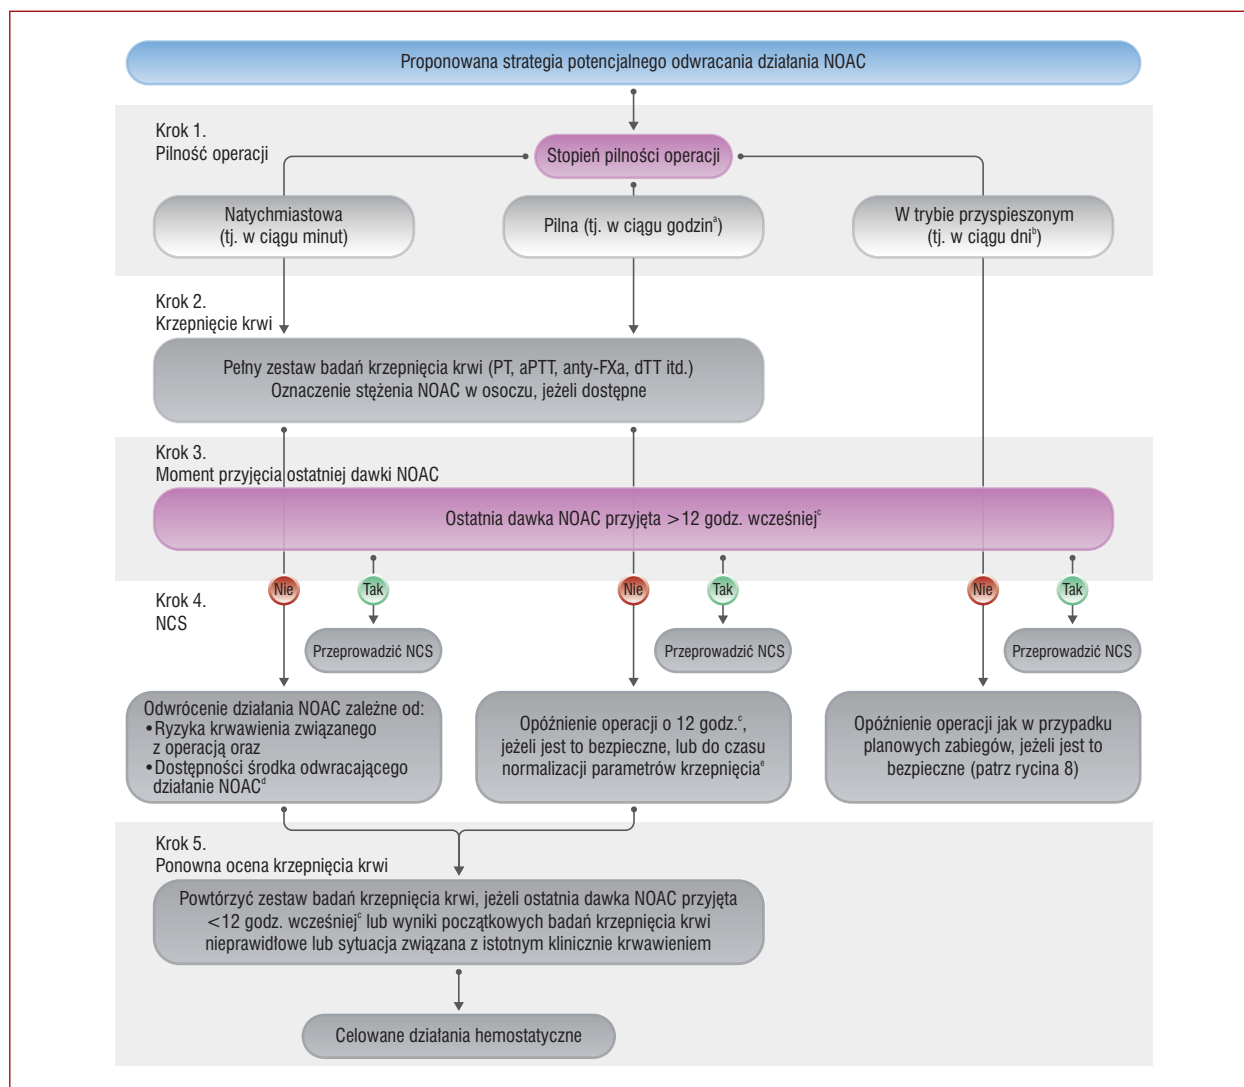 Proponowana strategia potencjalnego odwracania działania NOAC
Krok 1.
Pilność operacji
Stopień pilności operacji
Natychmiastowa
(tj. w ciągu minut)
Pilna (tj. w ciągu godzinᵃ)
W trybie przyspieszonym
(tj. w ciągu dniᵇ)
Krok 2.
Krzepnięcie krwi
Pełny zestaw badań krzepnięcia krwi (PT, aPTT, anty-FXa, dTT itd.)
Oznaczenie stężenia NOAC w osoczu, jeżeli dostępne
Krok 3.
Moment przyjęcia ostatniej dawki NOAC
Ostatnia dawka NOAC przyjęta >12 godz. wcześniejᶜ
Nie
Tak
Nie
Tak
Nie
Tak
Krok 4.
NCS
Przeprowadzić NCS
Przeprowadzić NCS
Przeprowadzić NCS
Odwrócenie działania NOAC zależne od:
•Ryzyka krwawienia związanego
z operacją oraz
•Dostępności środka odwracającego
działanie NOACᵈ
Opóźnienie operacji o 12 godz.ᶜ,
jeżeli jest to bezpieczne, lub do czasu
normalizacji parametrów krzepnięciaᵉ
Opóźnienie operacji jak w przypadku
planowych zabiegów, jeżeli jest to
bezpieczne (patrz rycina 8)
Krok 5.
Ponowna ocena krzepnięcia krwi
Powtórzyć zestaw badań krzepnięcia krwi, jeżeli ostatnia dawka NOAC przyjęta
<12 godz. wcześniejᶜ lub wyniki początkowych badań krzepnięcia krwi
nieprawidłowe lub sytuacja związana z istotnym klinicznie krwawieniem
Celowane działania hemostatyczne